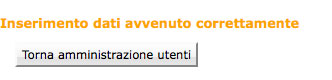 Inserimento dati avvenuto correttamente
Torna amministrazione utenti